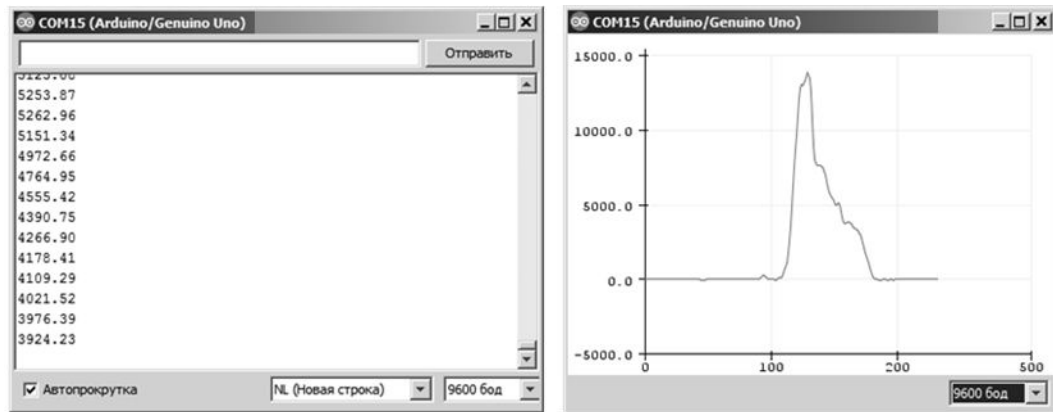 COM15 (Arduino/Genuino Uno)
Отправить
5253.87
5262.96
5151.34
4972.66
4764.95
4555.42
4390.75
4266.90
4178.41
4109.29
4021.52
3976.39
3924.23
Автопрокрутка
NL (Новая строка)
9600 бод
COM15 (Arduino/Genuino Uno)
15000.0
10000.0
5000.0
0.0
-5000.0
0 100 200 500
9600 бод